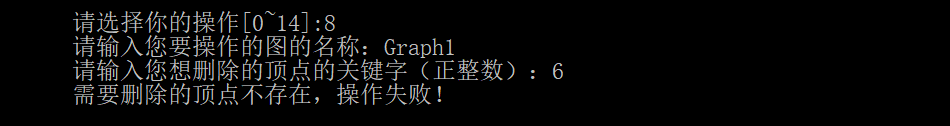 请选择你的操作[0~14]:8
请输入您要操作的图的名称：Graph1
请输入您想删除的顶点的关键字（正整数）：6
需要删除的顶点不存在，操作失败！